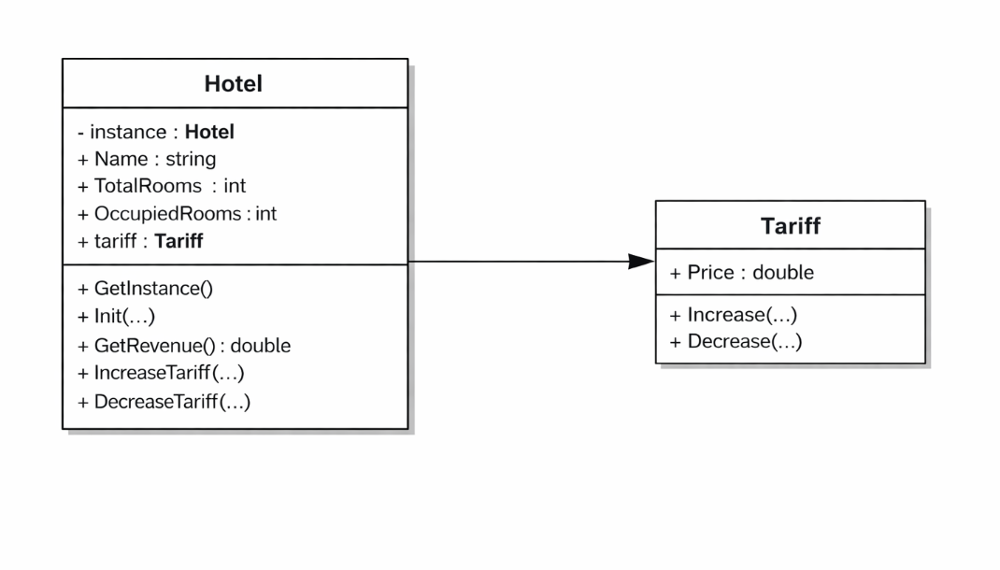 Hotel
- instance : Hotel
+ Name : string
+ TotalRooms : int
+ OccupiedRooms : int
+ tariff : Tariff
+ GetInstance()
+ Init(...)
+ GetRevenue() : double
+ IncreaseTariff(...)
+ DecreaseTariff(...)
Tariff
+ Price : double
+ Increase(...)
+ Decrease(...)